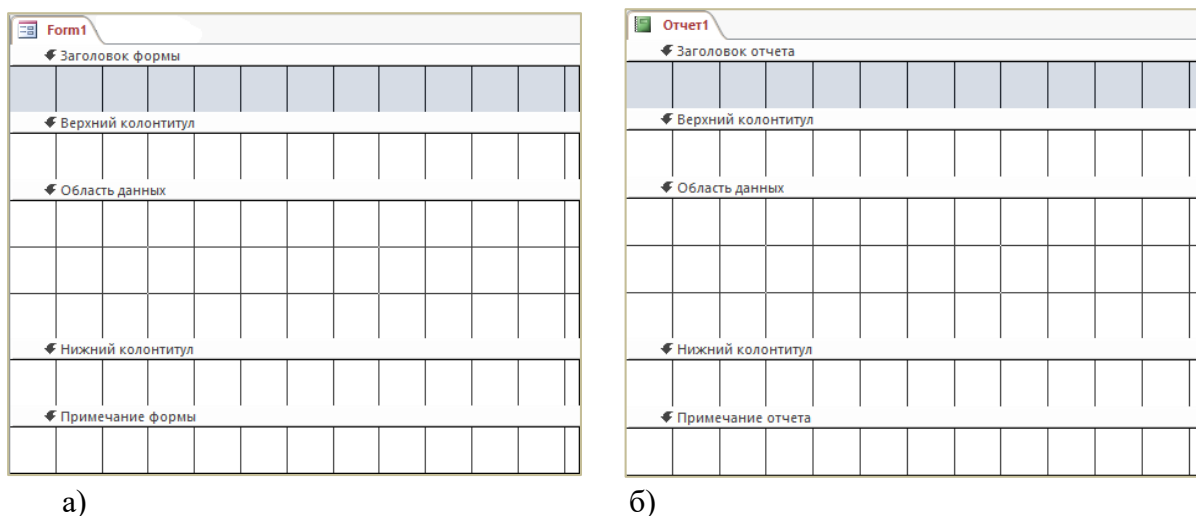 Form1
Заголовок формы
Верхний колонтитул
Область данных
Нижний колонтитул
Примечание формы
а)
Отчет1
Заголовок отчета
Верхний колонтитул
Область данных
Нижний колонтитул
Примечание отчета
б)